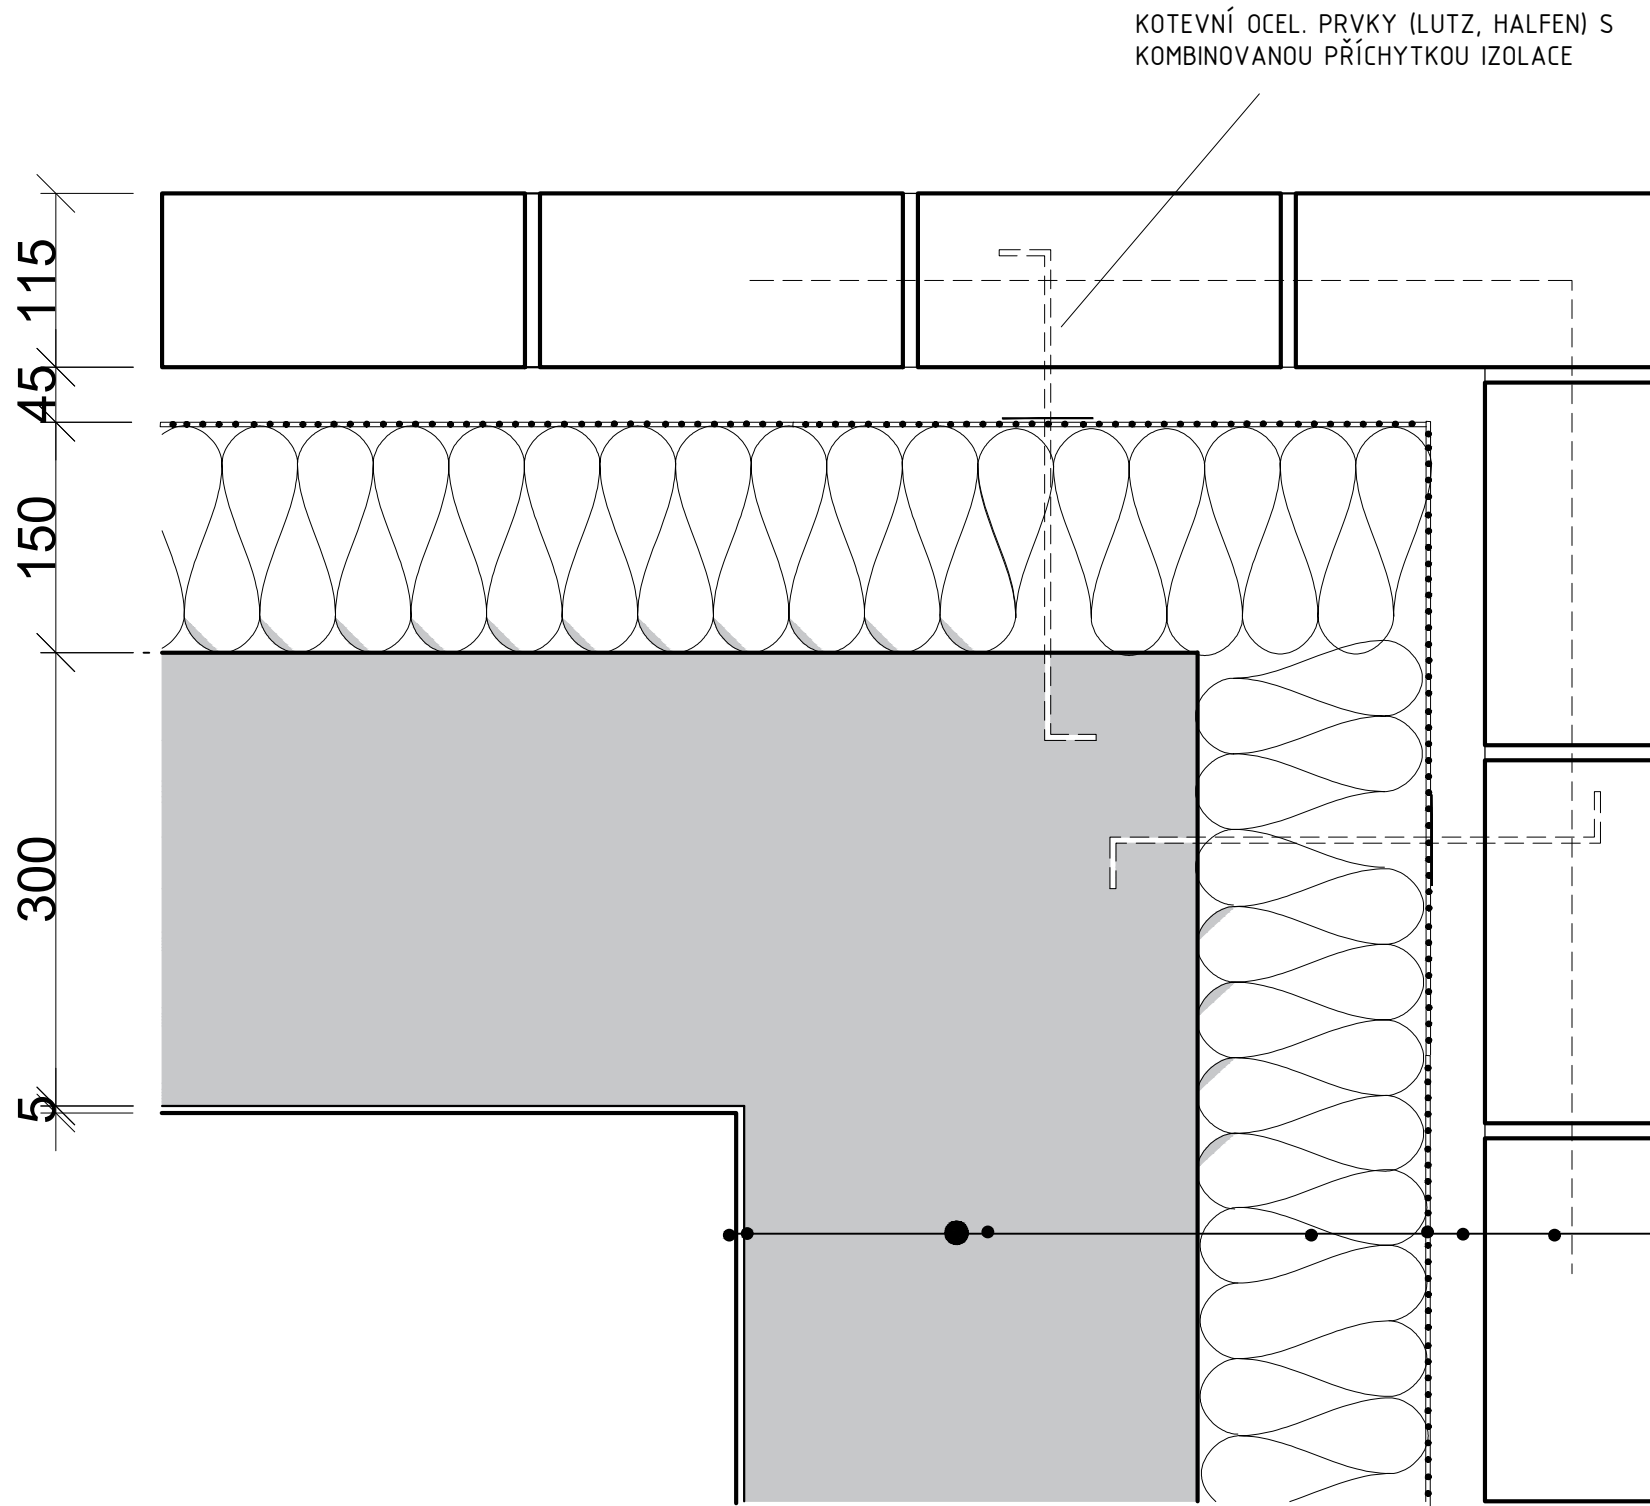 KOTEVNÍ OCEL. PRVKY (LUTZ, HALFEN) S
KOMBINOVANOU PŘÍCHYTKOU IZOLACE
115
45
150
300
5